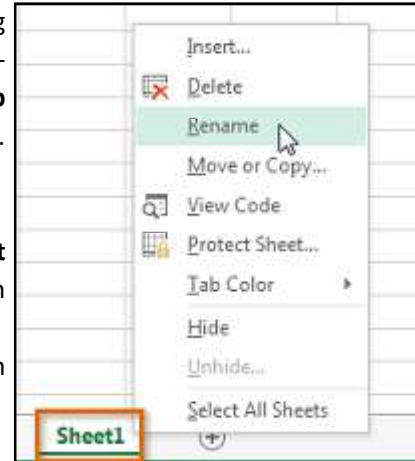 Insert...
Delete
Rename
Move or Copy...
View Code
Protect Sheet...
Tab Color
Hide
Unhide...
Select All Sheets
Sheet1